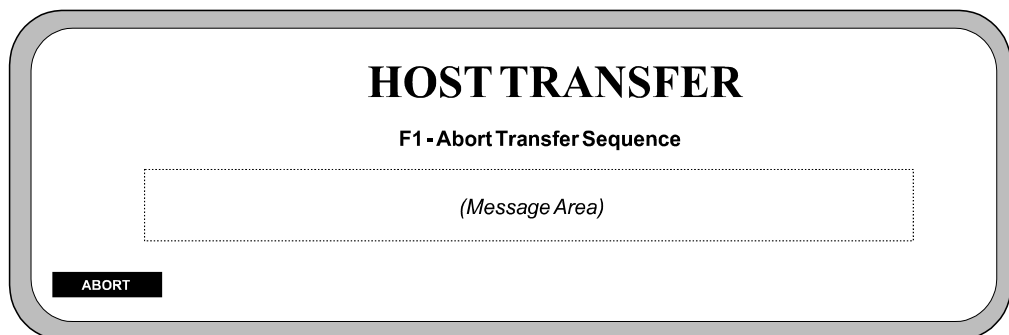 HOST TRANSFER
F1 - Abort Transfer Sequence
(Message Area)
ABORT